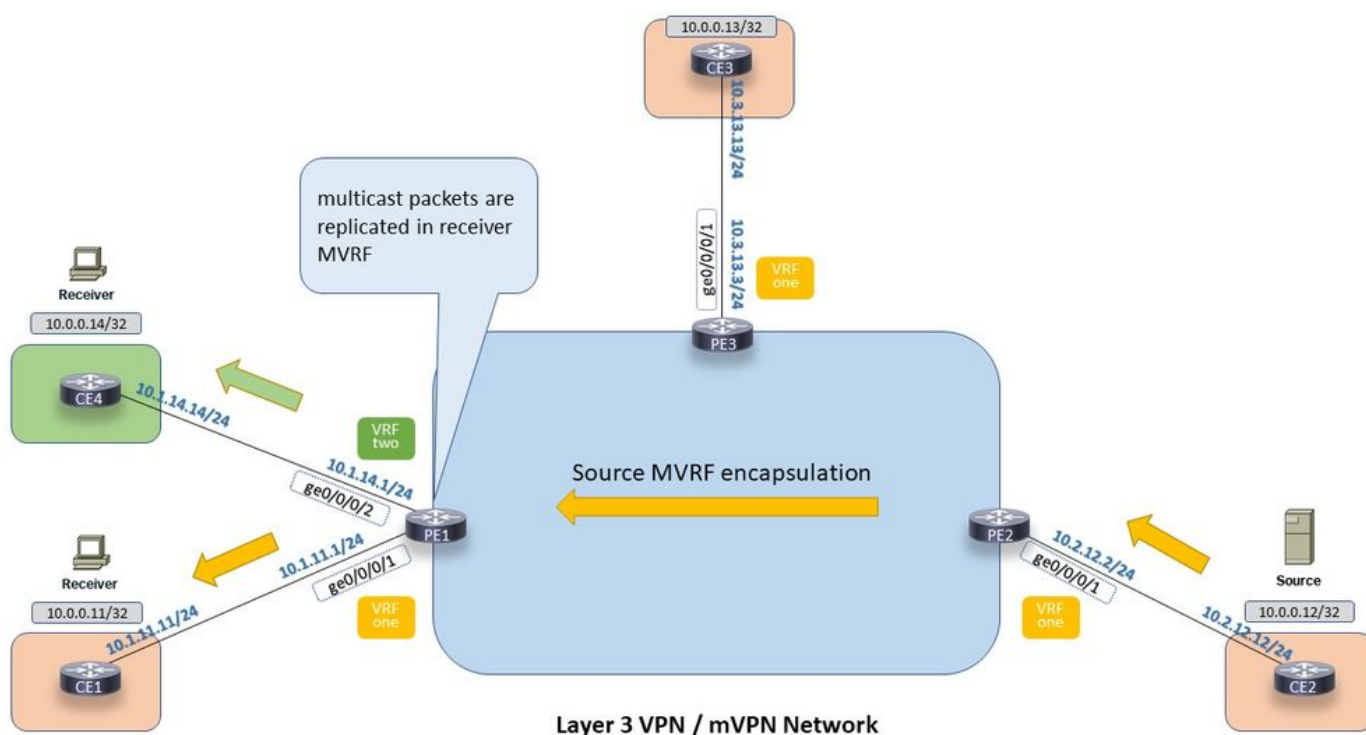 10.0.0.13/32
CE3
10.3.13.13/24
multicast packets are
replicated in receiver
MVRF
ge0/0/0/1
10.3.13.3/24
VRF
one
PE3
Receiver
10.0.0.14/32
CE4
10.1.14.14/24
VRF
two
10.1.14.1/24
ge0/0/0/2
Source MVRF encapsulation
PE1
PE2
Receiver
10.0.0.11/32
10.1.11.1/24
ge0/0/0/1
VRF
one
10.1.11.11/24
CE1
10.2.12.2/24
ge0/0/0/1
VRF
one
Source
10.0.0.12/32
10.2.12.12/24
CE2
Layer 3 VPN / mVPN Network